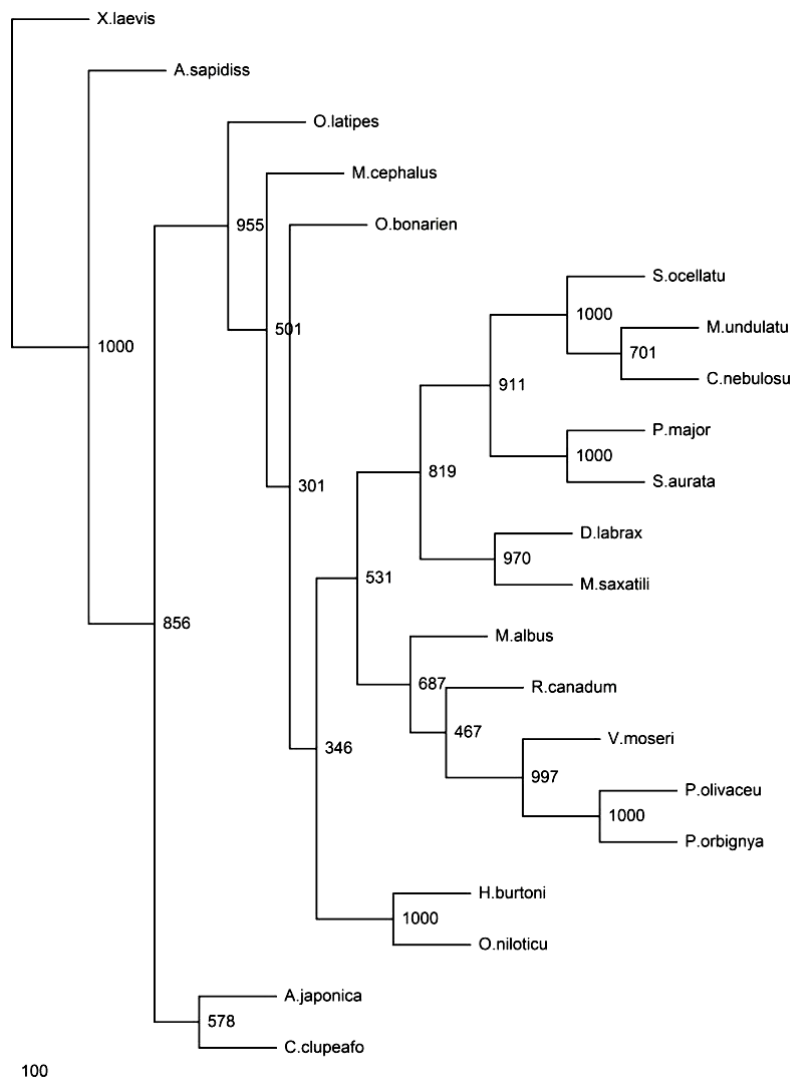 X.laevis
A.sapidiss
O.latipes
M.cephalus
955
O.bonarien
S.ocellatu
1000
M.undulatu
501
1000
701
C.nebulosu
911
P.major
1000
819
S.aurata
301
D.labrax
970
531
M.saxatili
856
M.albus
687
R.canadum
467
V.moseri
346
997
P.olivaceu
1000
P.orbignya
H.burtoni
1000
O.niloticu
A.japonica
578
C.clupeafo
100